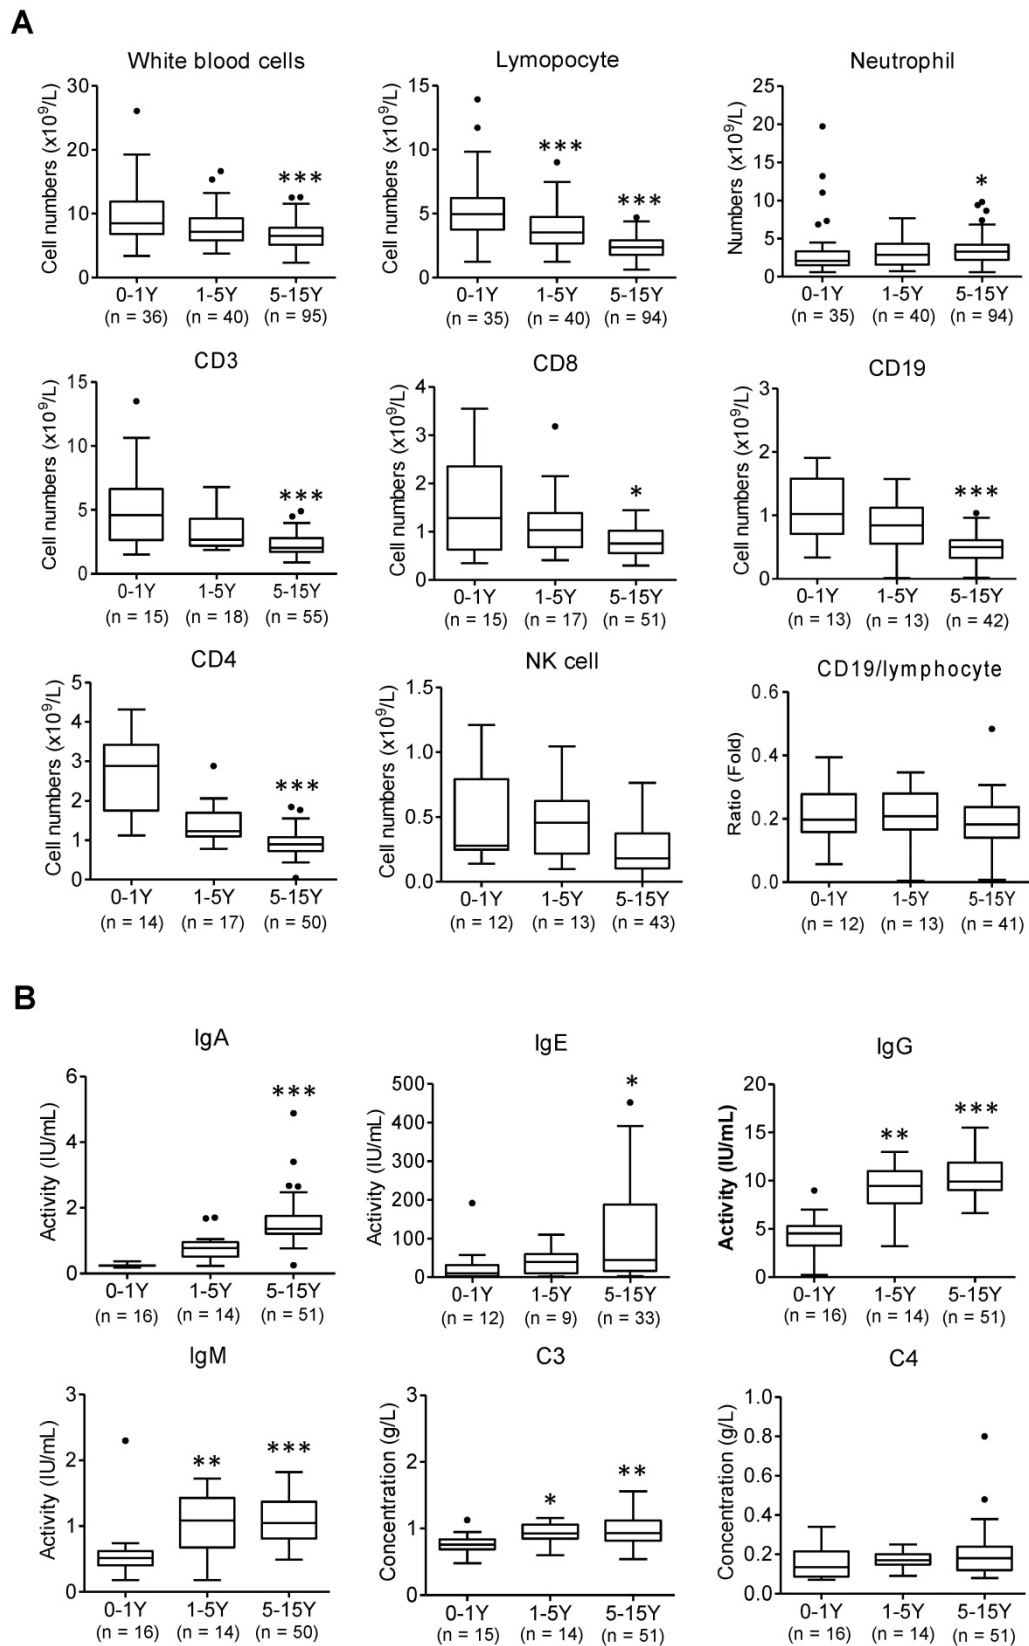 A
White blood cells
Cell numbers (x10⁹/L)
30
20
10
0
***
0-1Y 1-5Y 5-15Y
(n = 36) (n = 40) (n = 95)
Lymopocyte
Cell numbers (x10⁹/L)
15
10
5
0
***
***
0-1Y 1-5Y 5-15Y
(n = 35) (n = 40) (n = 94)
Neutrophil
Numbers (x10⁹/L)
25
20
15
10
5
0
*
0-1Y 1-5Y 5-15Y
(n = 35) (n = 40) (n = 94)
CD3
Cell numbers (x10⁹/L)
15
10
5
0
***
0-1Y 1-5Y 5-15Y
(n = 15) (n = 18) (n = 55)
CD8
Cell numbers (x10⁹/L)
4
3
2
1
0
*
0-1Y 1-5Y 5-15Y
(n = 15) (n = 17) (n = 51)
CD19
Cell numbers (x10⁹/L)
3
2
1
0
***
0-1Y 1-5Y 5-15Y
(n = 13) (n = 13) (n = 42)
CD4
Cell numbers (x10⁹/L)
5
4
3
2
1
0
***
0-1Y 1-5Y 5-15Y
(n = 14) (n = 17) (n = 50)
NK cell
Cell numbers (x10⁹/L)
1.5
1.0
0.5
0.0
0-1Y 1-5Y 5-15Y
(n = 12) (n = 13) (n = 43)
CD19/lymphocyte
Ratio (Fold)
0.6
0.4
0.2
0.0
0-1Y 1-5Y 5-15Y
(n = 12) (n = 13) (n = 41)
B
IgA
Activity (IU/mL)
6
4
2
0
***
0-1Y 1-5Y 5-15Y
(n = 16) (n = 14) (n = 51)
IgE
Activity (IU/mL)
500
400
300
200
100
0
*
0-1Y 1-5Y 5-15Y
(n = 12) (n = 9) (n = 33)
IgG
Activity (IU/mL)
20
15
10
5
0
**
***
0-1Y 1-5Y 5-15Y
(n = 16) (n = 14) (n = 51)
IgM
Activity (IU/mL)
3
2
1
0
**
***
0-1Y 1-5Y 5-15Y
(n = 16) (n = 14) (n = 50)
C3
Concentration (g/L)
3
2
1
0
*
**
0-1Y 1-5Y 5-15Y
(n = 15) (n = 14) (n = 51)
C4
Concentration (g/L)
1.0
0.8
0.6
0.4
0.2
0.0
0-1Y 1-5Y 5-15Y
(n = 16) (n = 14) (n = 51)